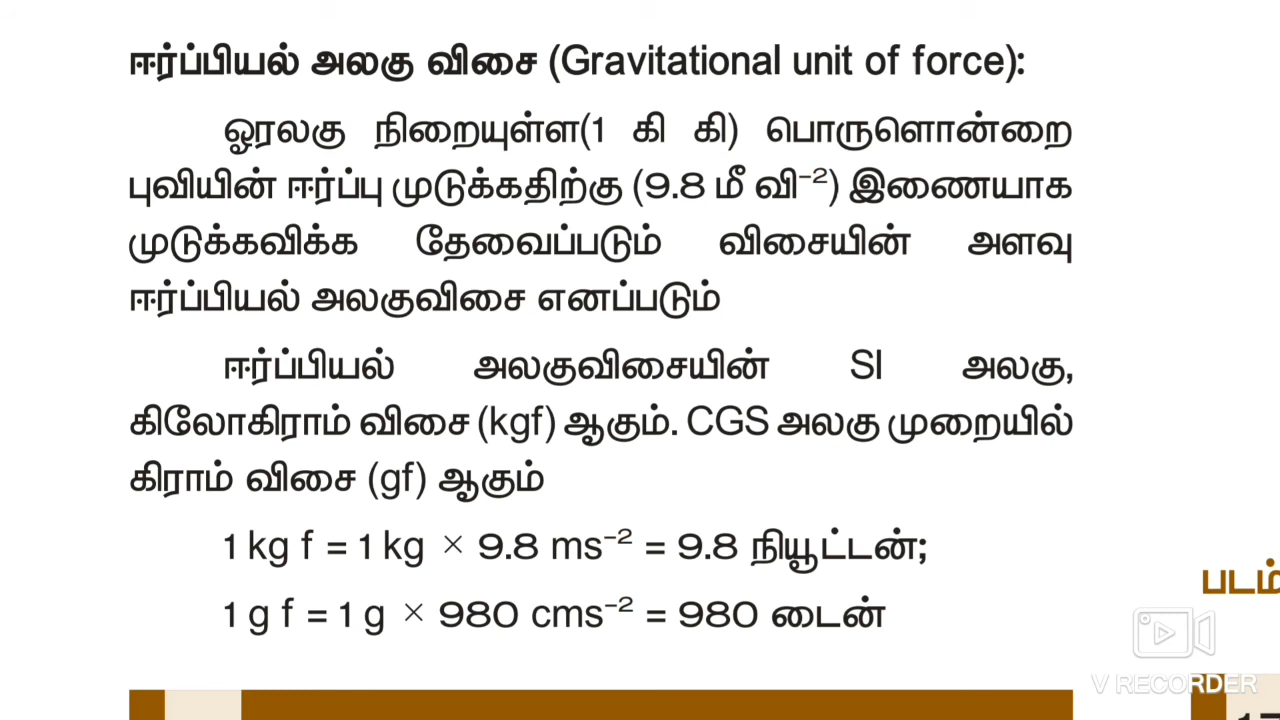 ஈர்ப்பியல் அலகு விசை (Gravitational unit of force):
ஓரலகு நிறையுள்ள(1 கி கி) பொருளொன்றை
புவியின் ஈர்ப்பு முடுக்கதிற்கு (9.8 மீ வி⁻²) இணையாக
முடுக்கவிக்க தேவைப்படும் விசையின் அளவு
ஈர்ப்பியல் அலகுவிசை எனப்படும்
ஈர்ப்பியல் அலகுவிசையின் SI அலகு,
கிலோகிராம் விசை (kgf) ஆகும். CGS அலகு முறையில்
கிராம் விசை (gf) ஆகும்
1 kg f = 1 kg × 9.8 ms⁻² = 9.8 நியூட்டன்;
1 g f = 1 g × 980 cms⁻² = 980 டைன்
படம்
V RECORDER